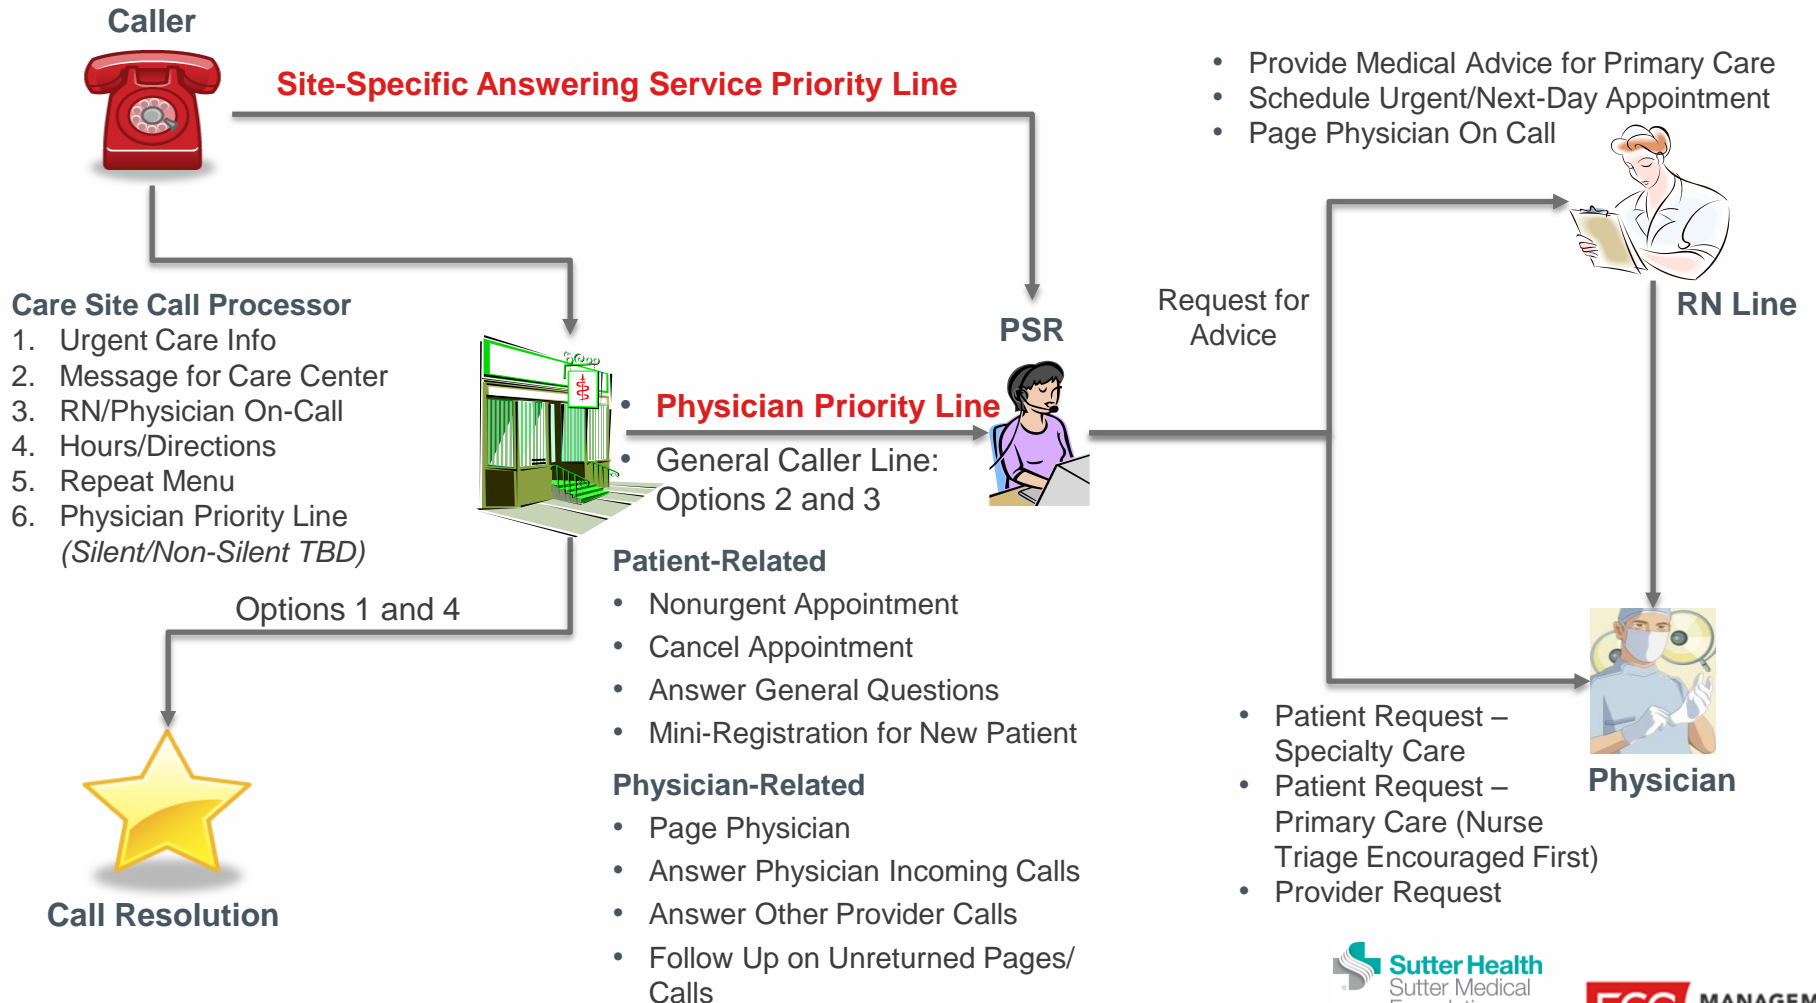 Caller
Site-Specific Answering Service Priority Line
• Provide Medical Advice for Primary Care
• Schedule Urgent/Next-Day Appointment
• Page Physician On Call
Care Site Call Processor
1. Urgent Care Info
2. Message for Care Center
3. RN/Physician On-Call
4. Hours/Directions
5. Repeat Menu
6. Physician Priority Line
(Silent/Non-Silent TBD)
PSR
• Physician Priority Line
• General Caller Line:
Options 2 and 3
Request for
Advice
RN Line
Options 1 and 4
Call Resolution
Patient-Related
• Nonurgent Appointment
• Cancel Appointment
• Answer General Questions
• Mini-Registration for New Patient
Physician-Related
• Page Physician
• Answer Physician Incoming Calls
• Answer Other Provider Calls
• Follow Up on Unreturned Pages/
Calls
• Patient Request –
Specialty Care
• Patient Request –
Primary Care (Nurse
Triage Encouraged First)
• Provider Request
Physician
Sutter Health
Sutter Medical